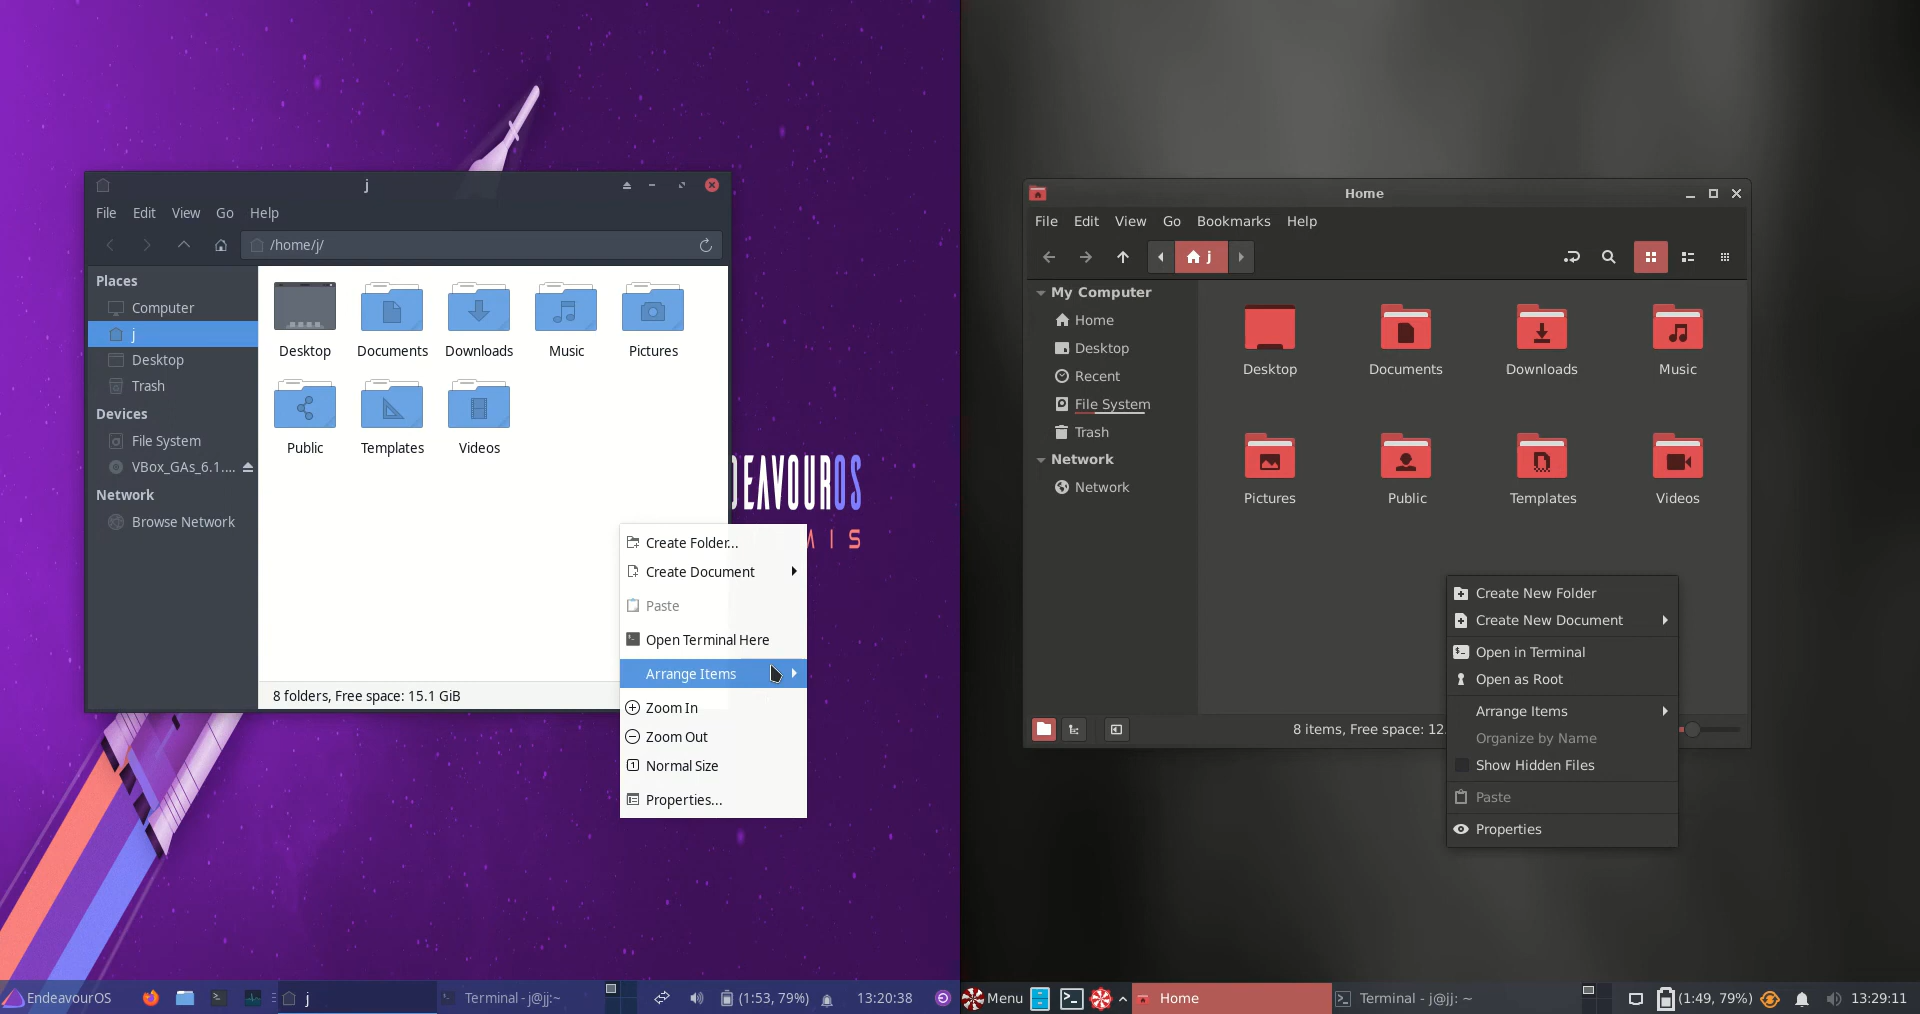 j
File Edit View Go Help
/home/j/
Places
Computer
j
Desktop
Trash
Devices
File System
VBox_GAs_6.1....
Network
Browse Network
Desktop Documents Downloads Music Pictures
Public Templates Videos
8 folders, Free space: 15.1 GiB
Create Folder...
Create Document
Paste
Open Terminal Here
Arrange Items
Zoom In
Zoom Out
Normal Size
Properties...
DEAVOUROS
MIS
EndeavourOS
j
Terminal - j@jj:~
(1:53, 79%)
13:20:38
Home
File Edit View Go Bookmarks Help
j
My Computer
Home
Desktop
Recent
File System
Trash
Network
Network
Desktop Documents Downloads Music
Pictures Public Templates Videos
8 items, Free space: 12.
Create New Folder
Create New Document
Open in Terminal
Open as Root
Arrange Items
Organize by Name
Show Hidden Files
Paste
Properties
Menu
Home
Terminal - j@jj: ~
(1:49, 79%)
13:29:11